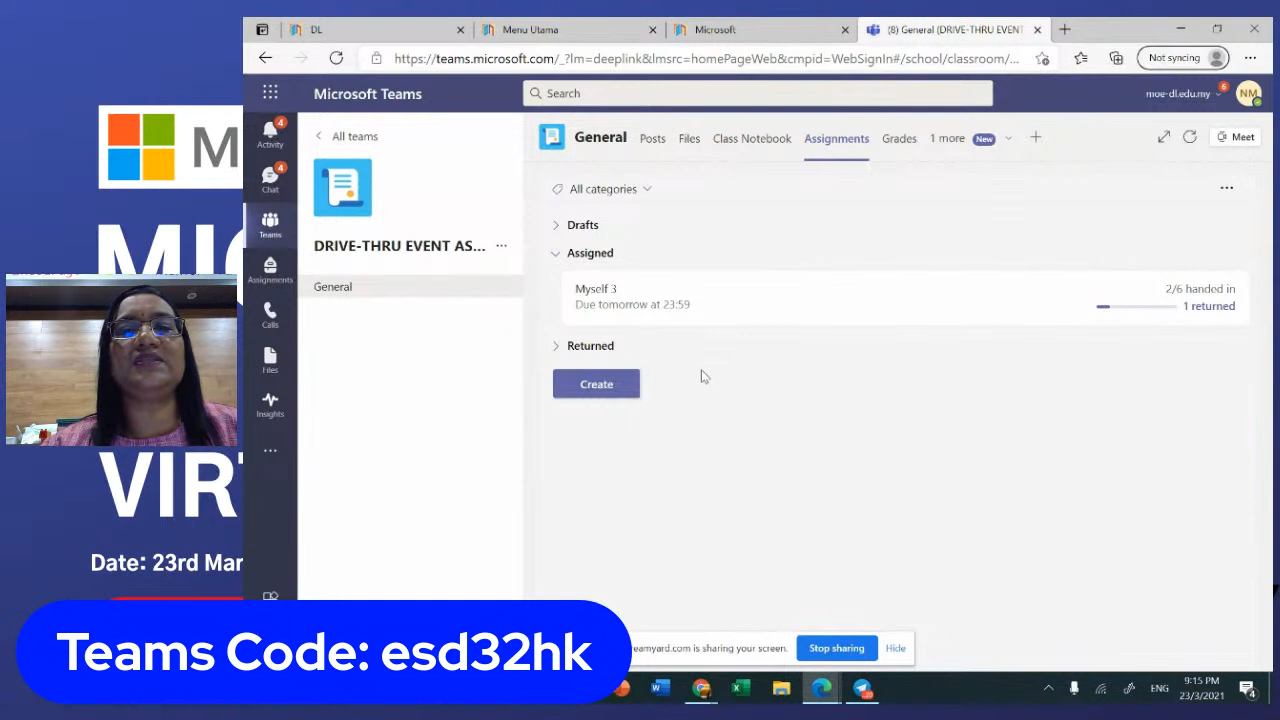 DL
Menu Utama
Microsoft
(8) General (DRIVE-THRU EVENT
https://teams.microsoft.com/_?lm=deeplink&lmsrc=homePageWeb&cmpid=WebSignIn#/school/classroom/...
Not syncing
Microsoft Teams
Search
moe-dl.edu.my
6
NM
4
Activity
4
Chat
Teams
Assignments
Calls
Files
Insights
All teams
DRIVE-THRU EVENT AS...
General
General
Posts
Files
Class Notebook
Assignments
Grades
1 more
New
Meet
All categories
Drafts
Assigned
Myself 3
Due tomorrow at 23:59
2/6 handed in
1 returned
Returned
Create
M
VIRT
Date: 23rd Mar
Teams Code: esd32hk
eamyard.com is sharing your screen.
Stop sharing
Hide
ENG
9:15 PM
23/3/2021
4